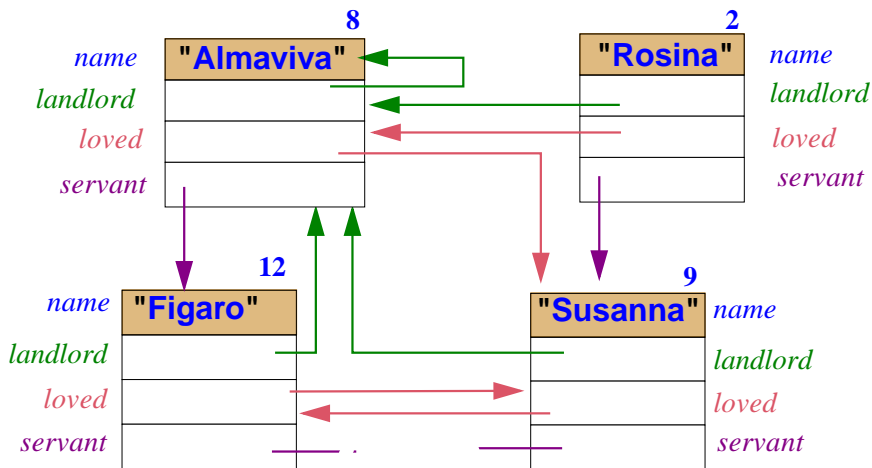 8
2
name "Almaviva"
"Rosina" name
landlord
landlord
loved
loved
servant
servant
12
9
name "Figaro"
"Susanna" name
landlord
landlord
loved
loved
servant
servant